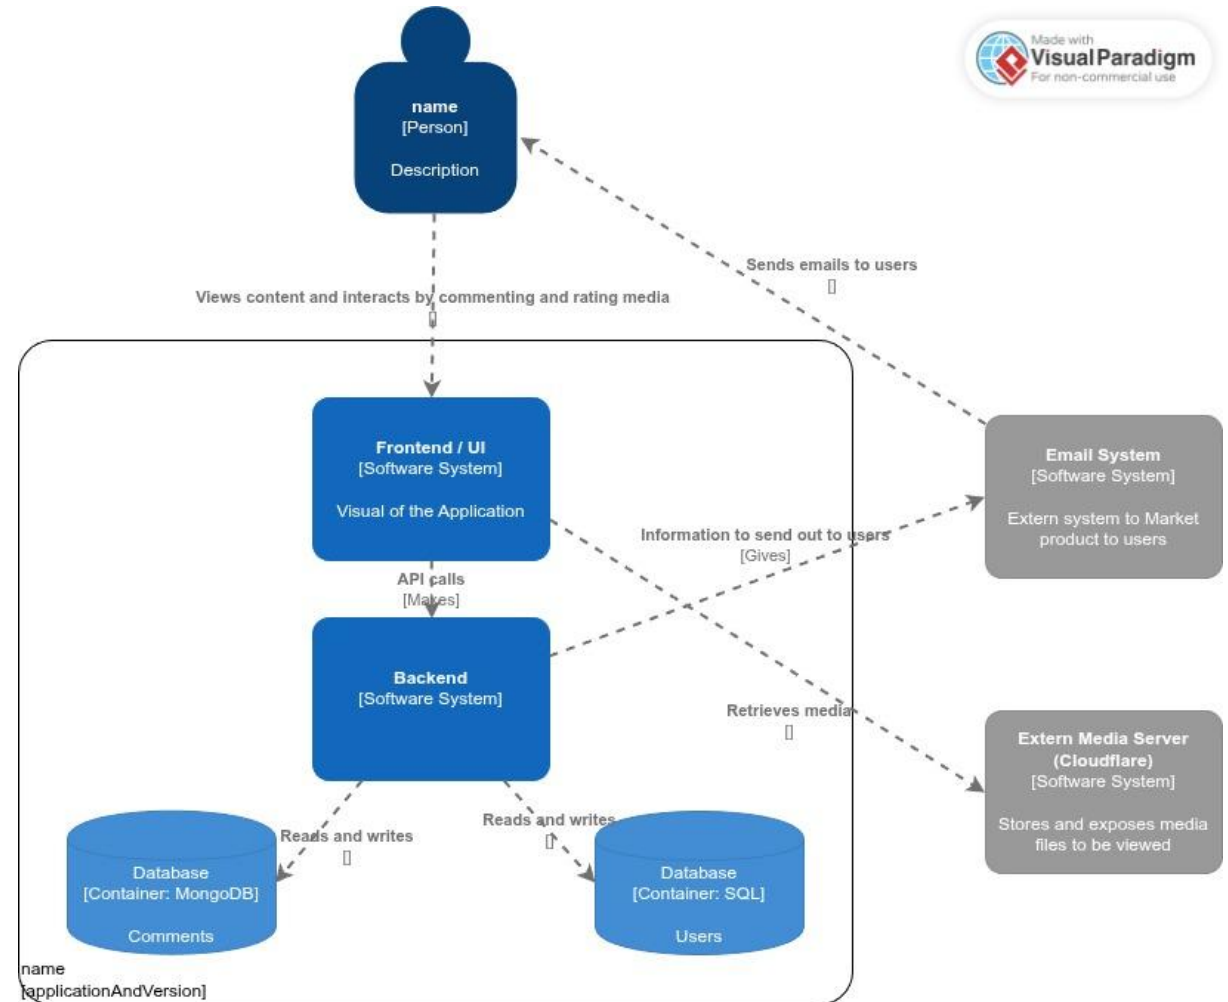 Made with
Visual Paradigm
For non-commercial use
name
[Person]
Description
Sends emails to users
[]
Views content and interacts by commenting and rating media
[]
Frontend / UI
[Software System]
Visual of the Application
Email System
[Software System]
Extern system to Market
product to users
Information to send out to users
[Gives]
API calls
[Makes]
Backend
[Software System]
Retrieves media
[]
Extern Media Server
(Cloudflare)
[Software System]
Stores and exposes media
files to be viewed
Reads and writes
[]
Reads and writes
[]
Database
[Container: MongoDB]
Comments
Database
[Container: SQL]
Users
name
[applicationAndVersion]